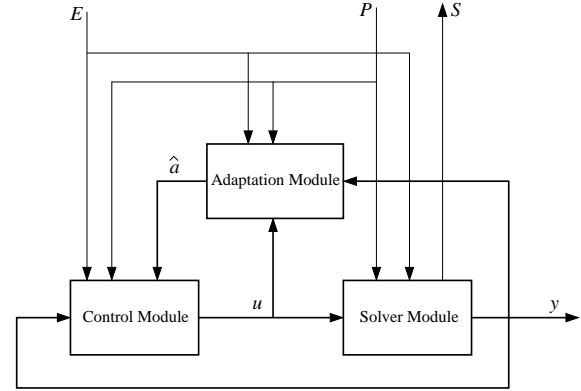 E
P
S
â
Adaptation Module
Control Module
u
Solver Module
y